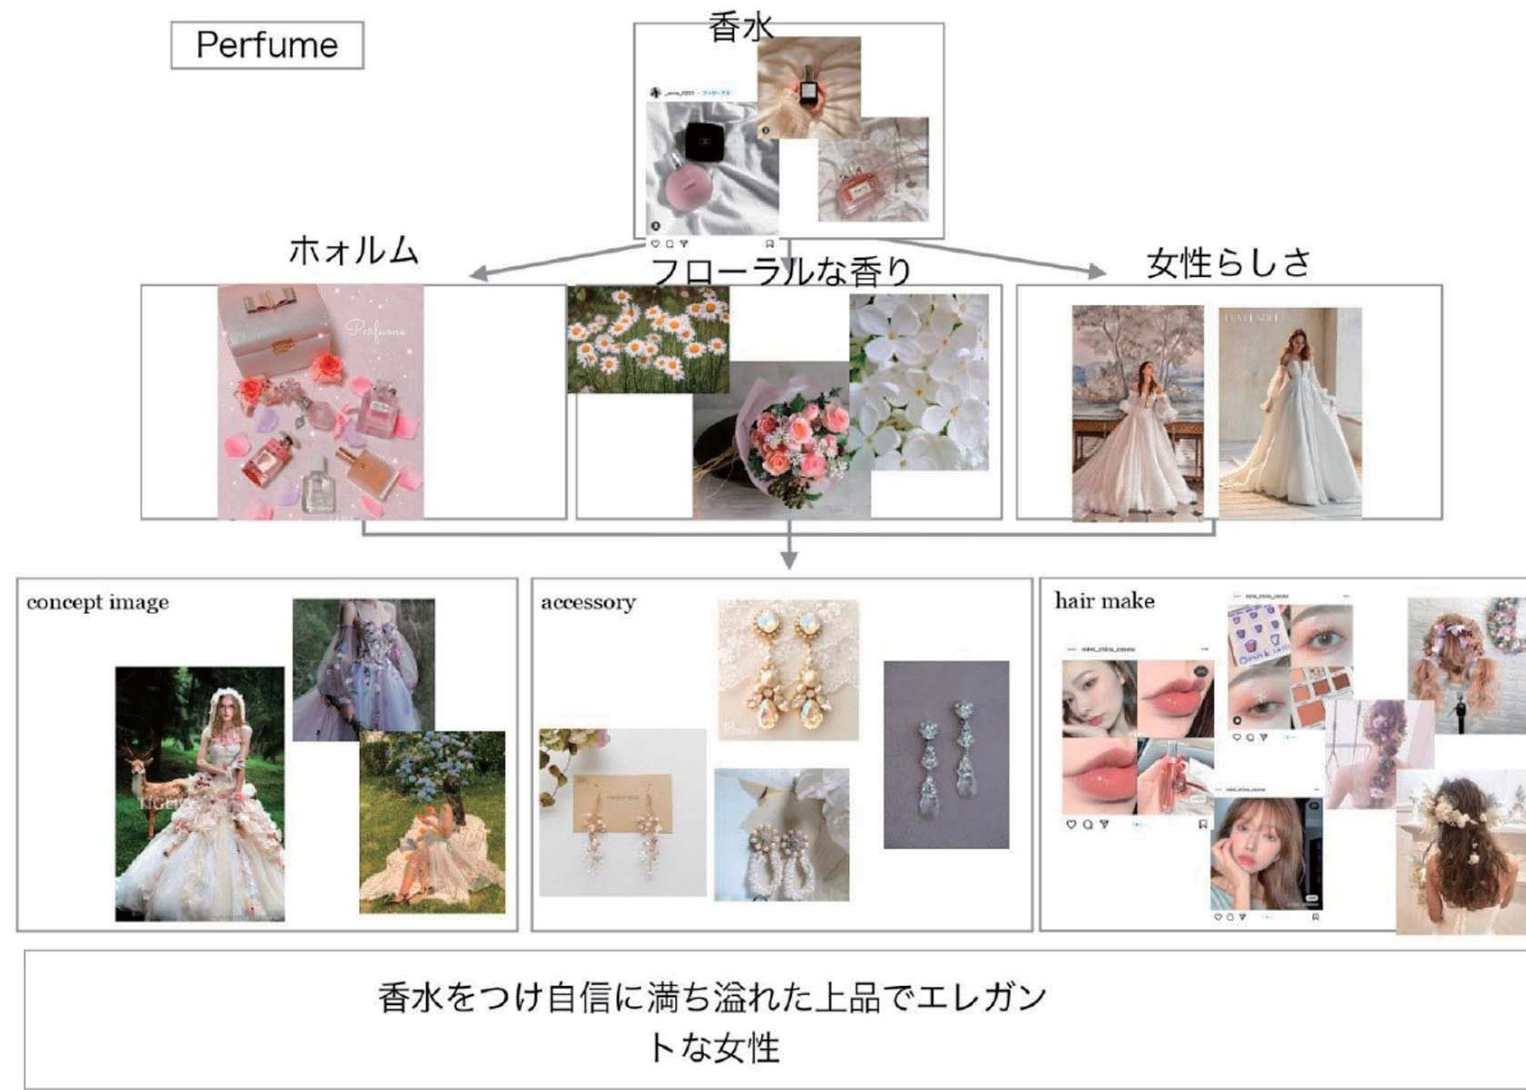 Perfume
香水
ホォルム
フローラルな香り
女性らしさ
Perfume
concept image
accessory
hair make
香水をつけ自信に満ち溢れた上品でエレガン
トな女性